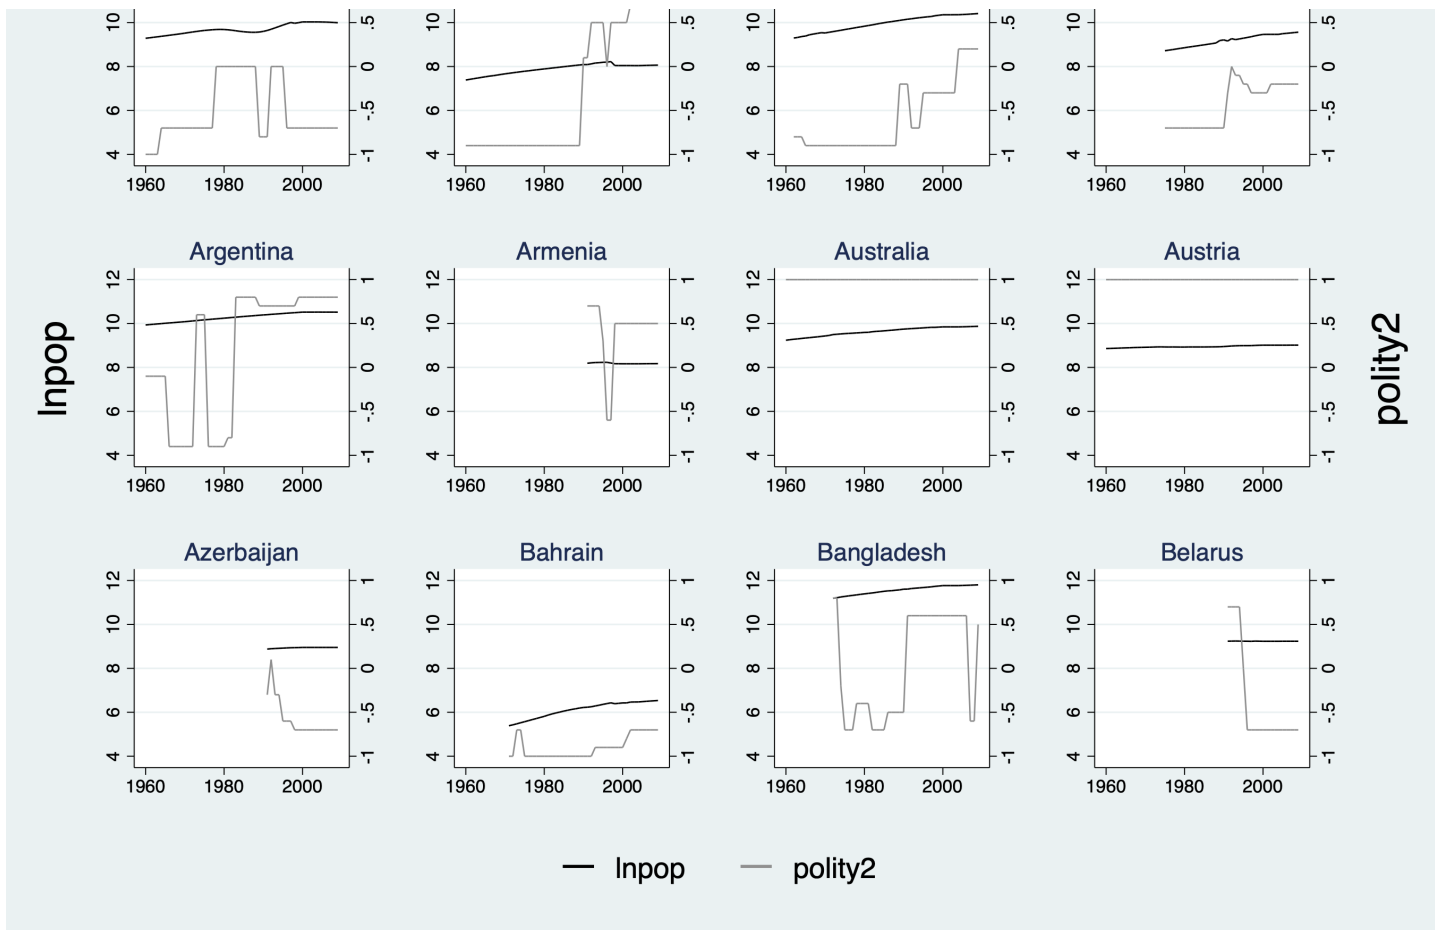 10 .5 10 .5 10 .5 10 .5
8 0 8 0 8 0 8 0
6 -.5 6 -.5 6 -.5 6 -.5
4 -1 4 -1 4 -1 4 -1
1960 1980 2000 1960 1980 2000 1960 1980 2000 1960 1980 2000
Argentina Armenia Australia Austria
12 1 12 1 12 1 12 1
10 .5 10 .5 10 .5 10 .5
lnpop
8 0 8 0 8 0 8 0
polity2
6 -.5 6 -.5 6 -.5 6 -.5
4 -1 4 -1 4 -1 4 -1
1960 1980 2000 1960 1980 2000 1960 1980 2000 1960 1980 2000
Azerbaijan Bahrain Bangladesh Belarus
12 1 12 1 12 1 12 1
10 .5 10 .5 10 .5 10 .5
8 0 8 0 8 0 8 0
6 -.5 6 -.5 6 -.5 6 -.5
4 -1 4 -1 4 -1 4 -1
1960 1980 2000 1960 1980 2000 1960 1980 2000 1960 1980 2000
lnpop polity2